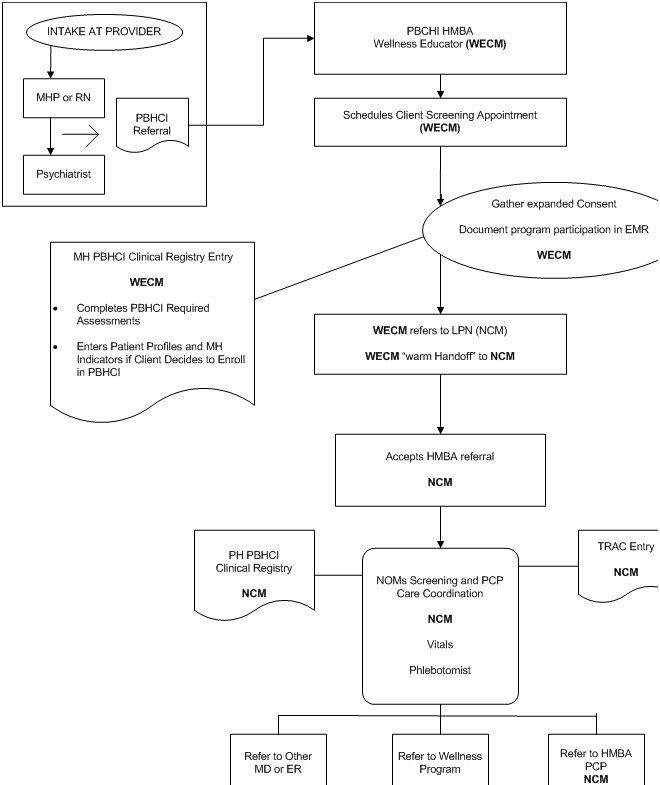 INTAKE AT PROVIDER
MHP or RN
PBHCI
Referral
Psychiatrist
PBCHI HMBA
Wellness Educator (WECM)
Schedules Client Screening Appointment
(WECM)
Gather expanded Consent
Document program participation in EMR
WECM
MH PBHCI Clinical Registry Entry
WECM
• Completes PBHCI Required
Assessments
• Enters Patient Profiles and MH
Indicators if Client Decides to Enroll
in PBHCI
WECM refers to LPN (NCM)
WECM “warm Handoff” to NCM
Accepts HMBA referral
NCM
PH PBHCI
Clinical Registry
NCM
NOMs Screening and PCP
Care Coordination
NCM
Vitals
Phlebotomist
TRAC Entry
NCM
Refer to Other
MD or ER
Refer to Wellness
Program
Refer to HMBA
PCP
NCM